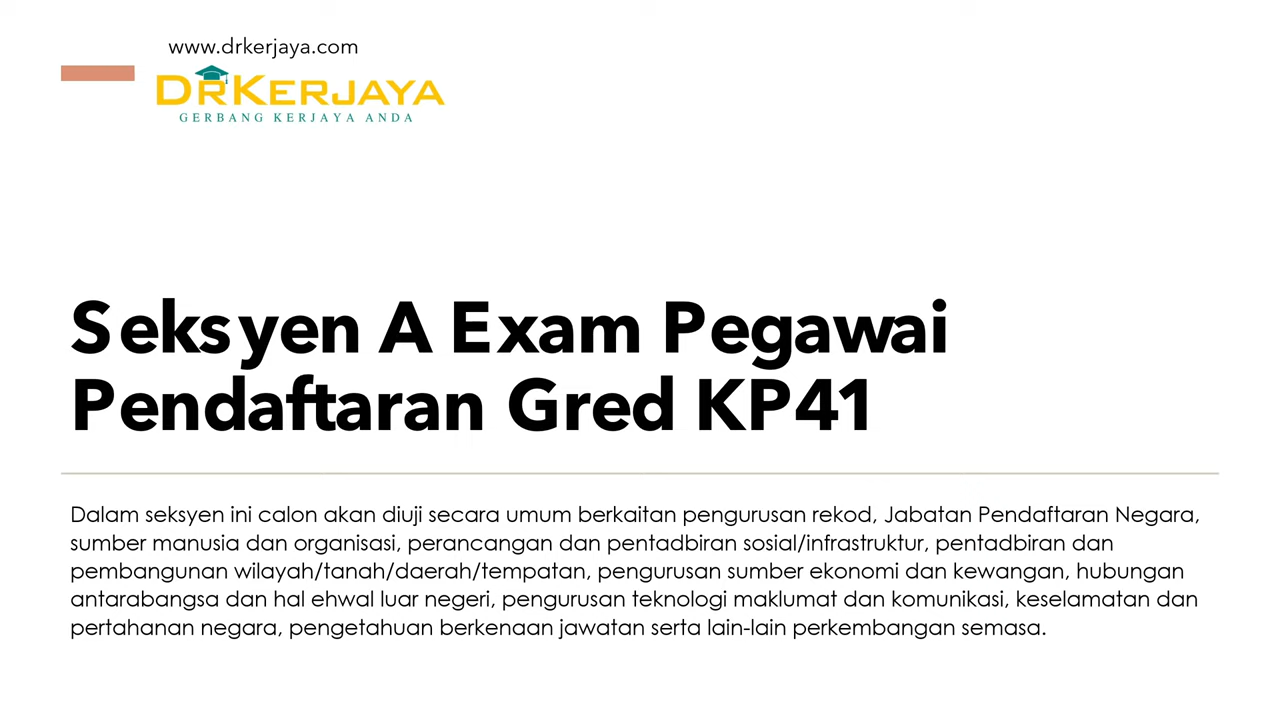 www.drkerjaya.com
DRKERJAYA
GERBANG KERJAYA ANDA
Seksyen A Exam Pegawai
Pendaftaran Gred KP41
Dalam seksyen ini calon akan diuji secara umum berkaitan pengurusan rekod, Jabatan Pendaftaran Negara,
sumber manusia dan organisasi, perancangan dan pentadbiran sosial/infrastruktur, pentadbiran dan
pembangunan wilayah/tanah/daerah/tempatan, pengurusan sumber ekonomi dan kewangan, hubungan
antarabangsa dan hal ehwal luar negeri, pengurusan teknologi maklumat dan komunikasi, keselamatan dan
pertahanan negara, pengetahuan berkenaan jawatan serta lain-lain perkembangan semasa.